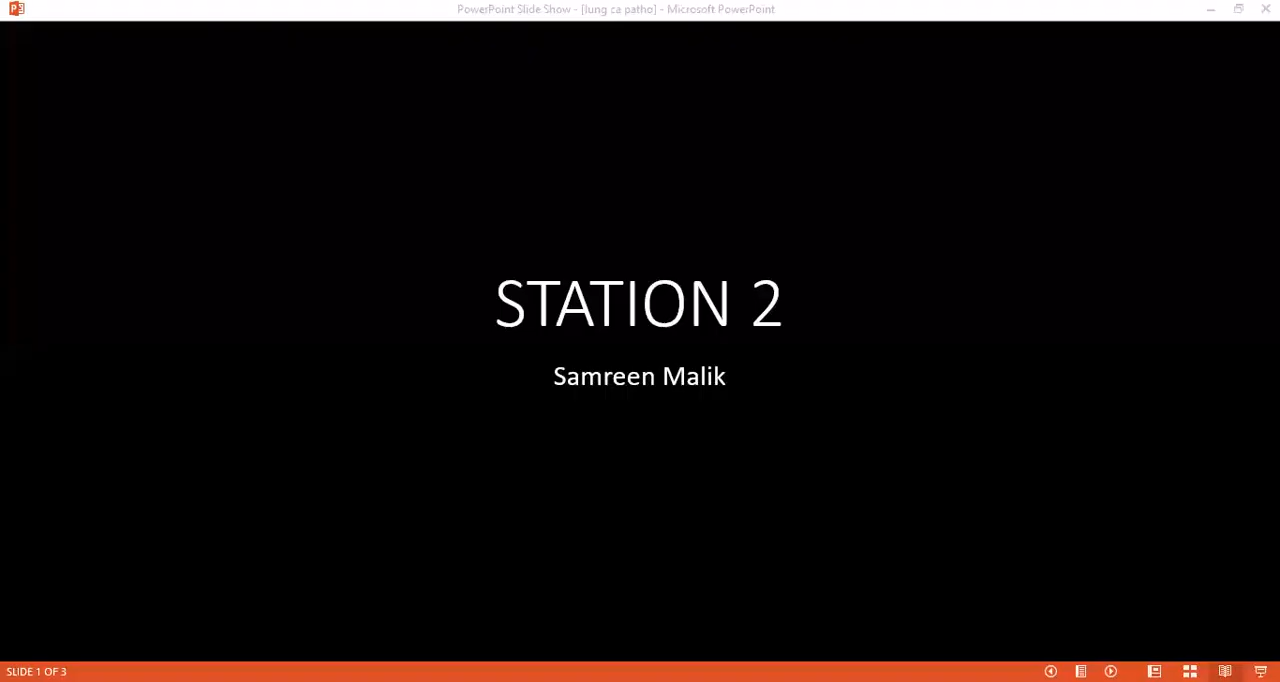 PowerPoint Slide Show - [lung ca patho] - Microsoft PowerPoint
STATION 2
Samreen Malik
SLIDE 1 OF 3